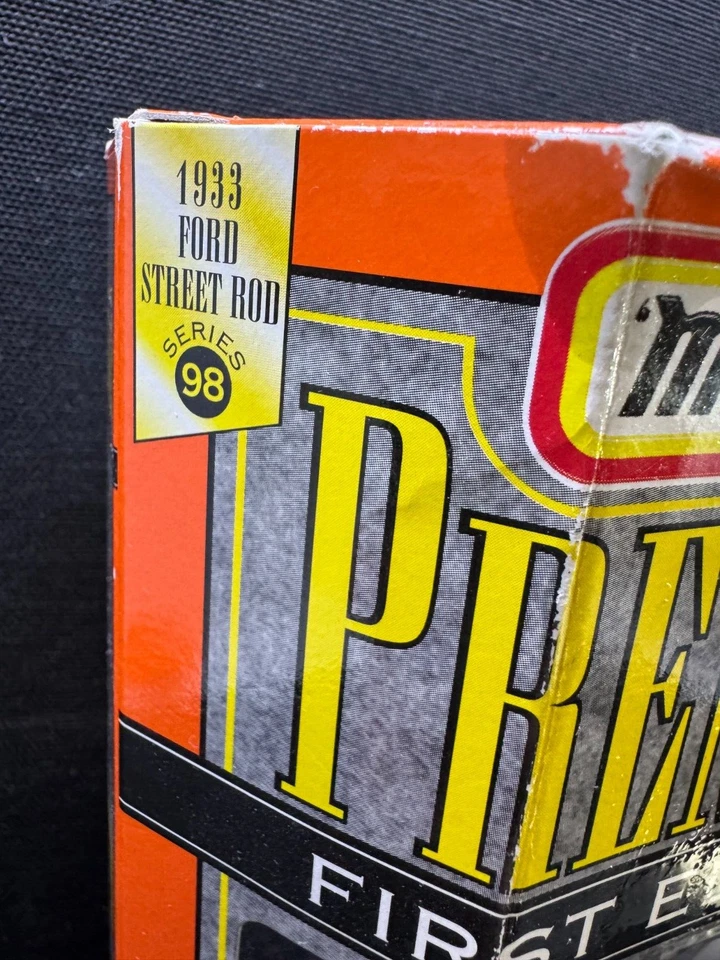 1933
FORD
STREET ROD
SERIES
98
PRE
FIRST E